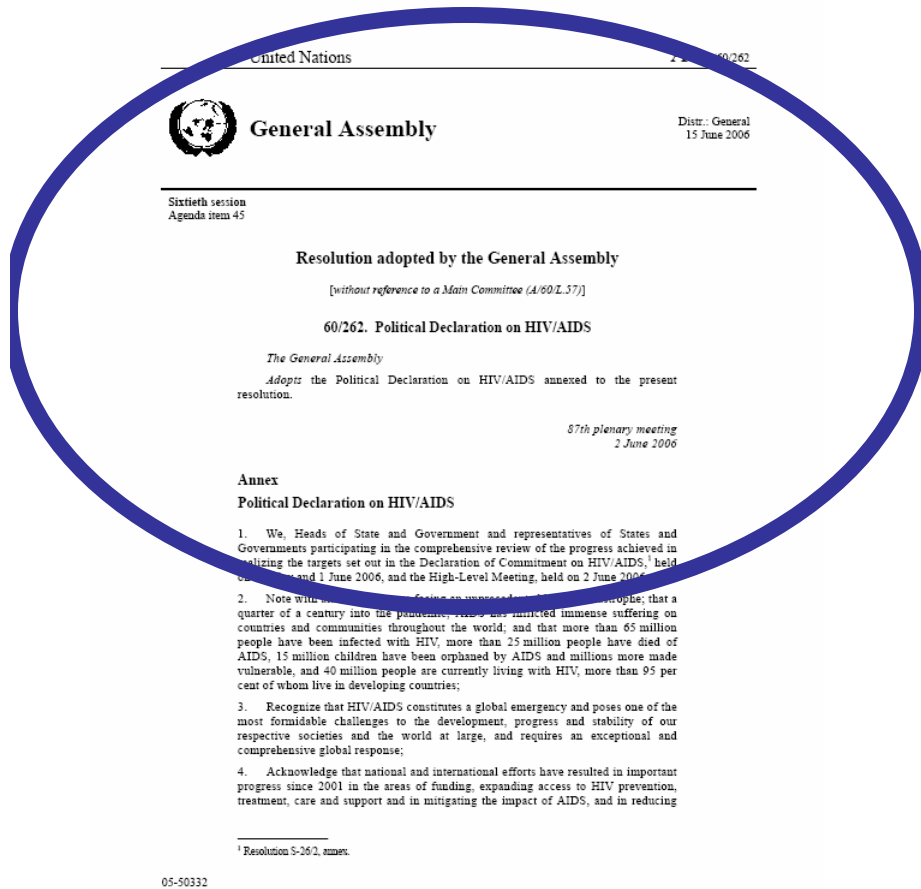 United Nations
60/262
General Assembly
Distr.: General
15 June 2006
Sixtieth session
Agenda item 45
Resolution adopted by the General Assembly
[without reference to a Main Committee (A/60/L.57)]
60/262. Political Declaration on HIV/AIDS
The General Assembly
Adopts the Political Declaration on HIV/AIDS annexed to the present
resolution.
87th plenary meeting
2 June 2006
Annex
Political Declaration on HIV/AIDS
1. We, Heads of State and Government and representatives of States and
Governments participating in the comprehensive review of the progress achieved in
realizing the targets set out in the Declaration of Commitment on HIV/AIDS,¹ held
and 1 June 2006, and the High-Level Meeting, held on 2 June 2006
2. Note with facing an unprecedented catastrophe; that a
quarter of a century into the pandemic, AIDS has inflicted immense suffering on
countries and communities throughout the world; and that more than 65 million
people have been infected with HIV, more than 25 million people have died of
AIDS, 15 million children have been orphaned by AIDS and millions more made
vulnerable, and 40 million people are currently living with HIV, more than 95 per
cent of whom live in developing countries;
3. Recognize that HIV/AIDS constitutes a global emergency and poses one of the
most formidable challenges to the development, progress and stability of our
respective societies and the world at large, and requires an exceptional and
comprehensive global response;
4. Acknowledge that national and international efforts have resulted in important
progress since 2001 in the areas of funding, expanding access to HIV prevention,
treatment, care and support and in mitigating the impact of AIDS, and in reducing
¹ Resolution S-26/2, annex.
05-50332